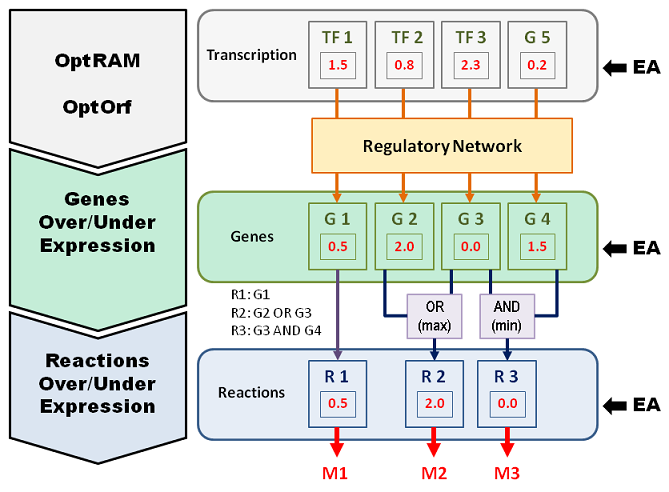 OptRAM
OptOrf
Genes
Over/Under
Expression
Reactions
Over/Under
Expression
Transcription
TF 1
TF 2
TF 3
G 5
1.5
0.8
2.3
0.2
EA
Regulatory Network
Genes
G 1
G 2
G 3
G 4
0.5
2.0
0.0
1.5
EA
R1: G1
R2: G2 OR G3
R3: G3 AND G4
OR
(max)
AND
(min)
Reactions
R 1
R 2
R 3
0.5
2.0
0.0
EA
M1
M2
M3